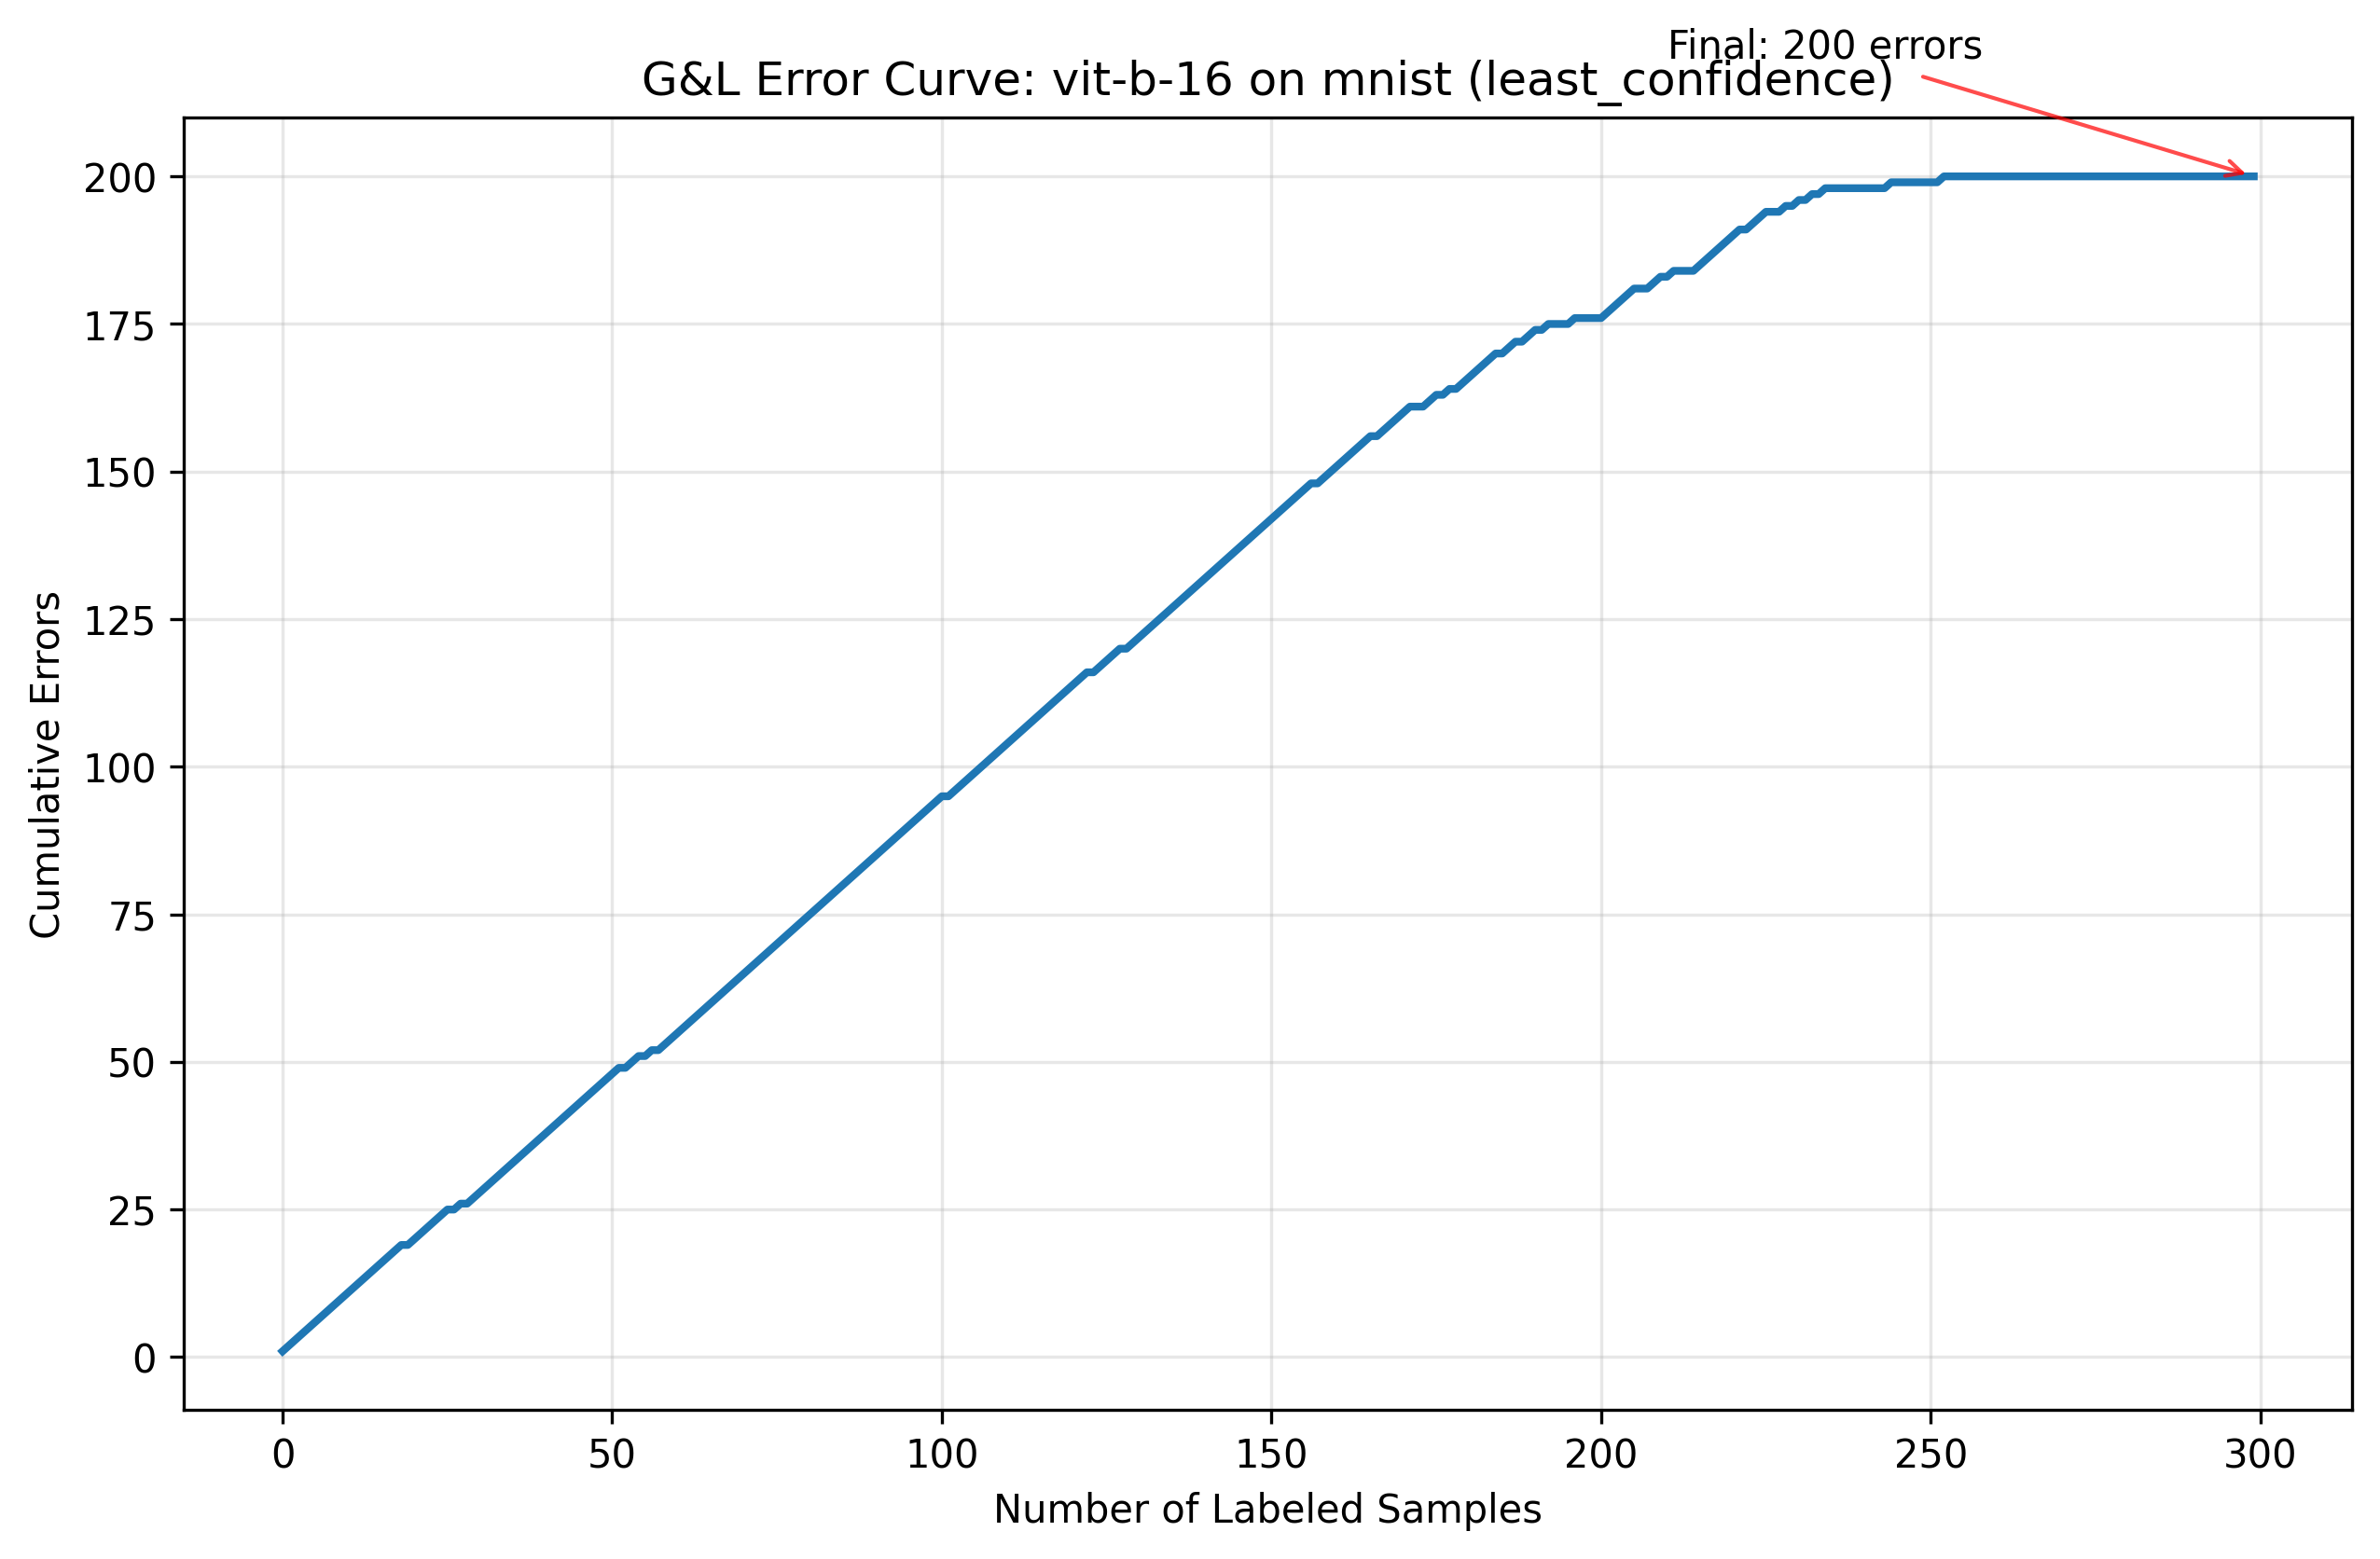 Final: 200 errors
G&L Error Curve: vit-b-16 on mnist (least_confidence)
200
175
150
125
100
75
50
25
0
Cumulative Errors
0 50 100 150 200 250 300
Number of Labeled Samples